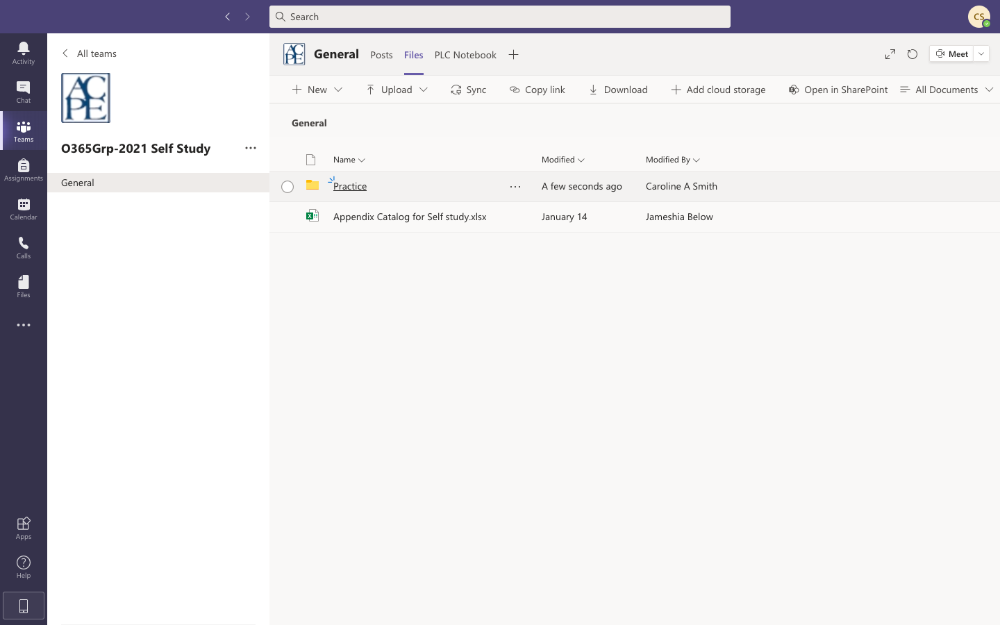 Search
CS
Activity
Chat
Teams
Assignments
Calendar
Calls
Files
Apps
Help
All teams
ACPE
O365Grp-2021 Self Study
General
ACPE
General
Posts
Files
PLC Notebook
Meet
New
Upload
Sync
Copy link
Download
Add cloud storage
Open in SharePoint
All Documents
General
Name
Modified
Modified By
Practice
A few seconds ago
Caroline A Smith
Appendix Catalog for Self study.xlsx
January 14
Jameshia Below